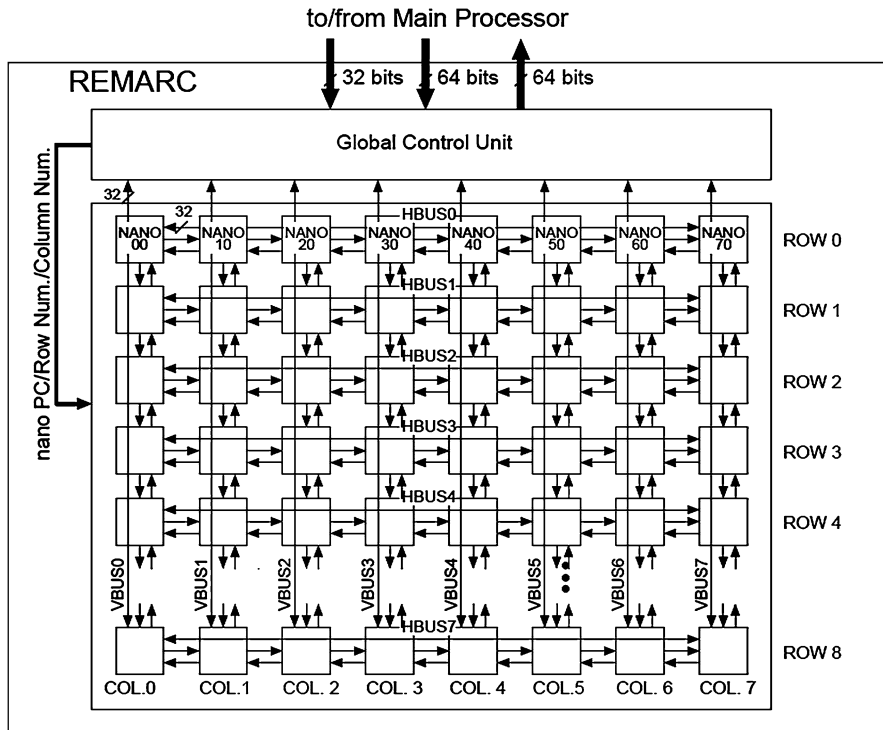 to/from Main Processor
REMARC
32 bits
64 bits
64 bits
Global Control Unit
nano PC/Row Num./Column Num.
32
32
HBUS0
NANO 00
NANO 10
NANO 20
NANO 30
NANO 40
NANO 50
NANO 60
NANO 70
ROW 0
HBUS1
ROW 1
HBUS2
ROW 2
HBUS3
ROW 3
HBUS4
ROW 4
VBUS0
VBUS1
VBUS2
VBUS3
VBUS4
VBUS5
VBUS6
VBUS7
HBUS7
ROW 8
COL.0
COL.1
COL. 2
COL. 3
COL. 4
COL.5
COL. 6
COL. 7